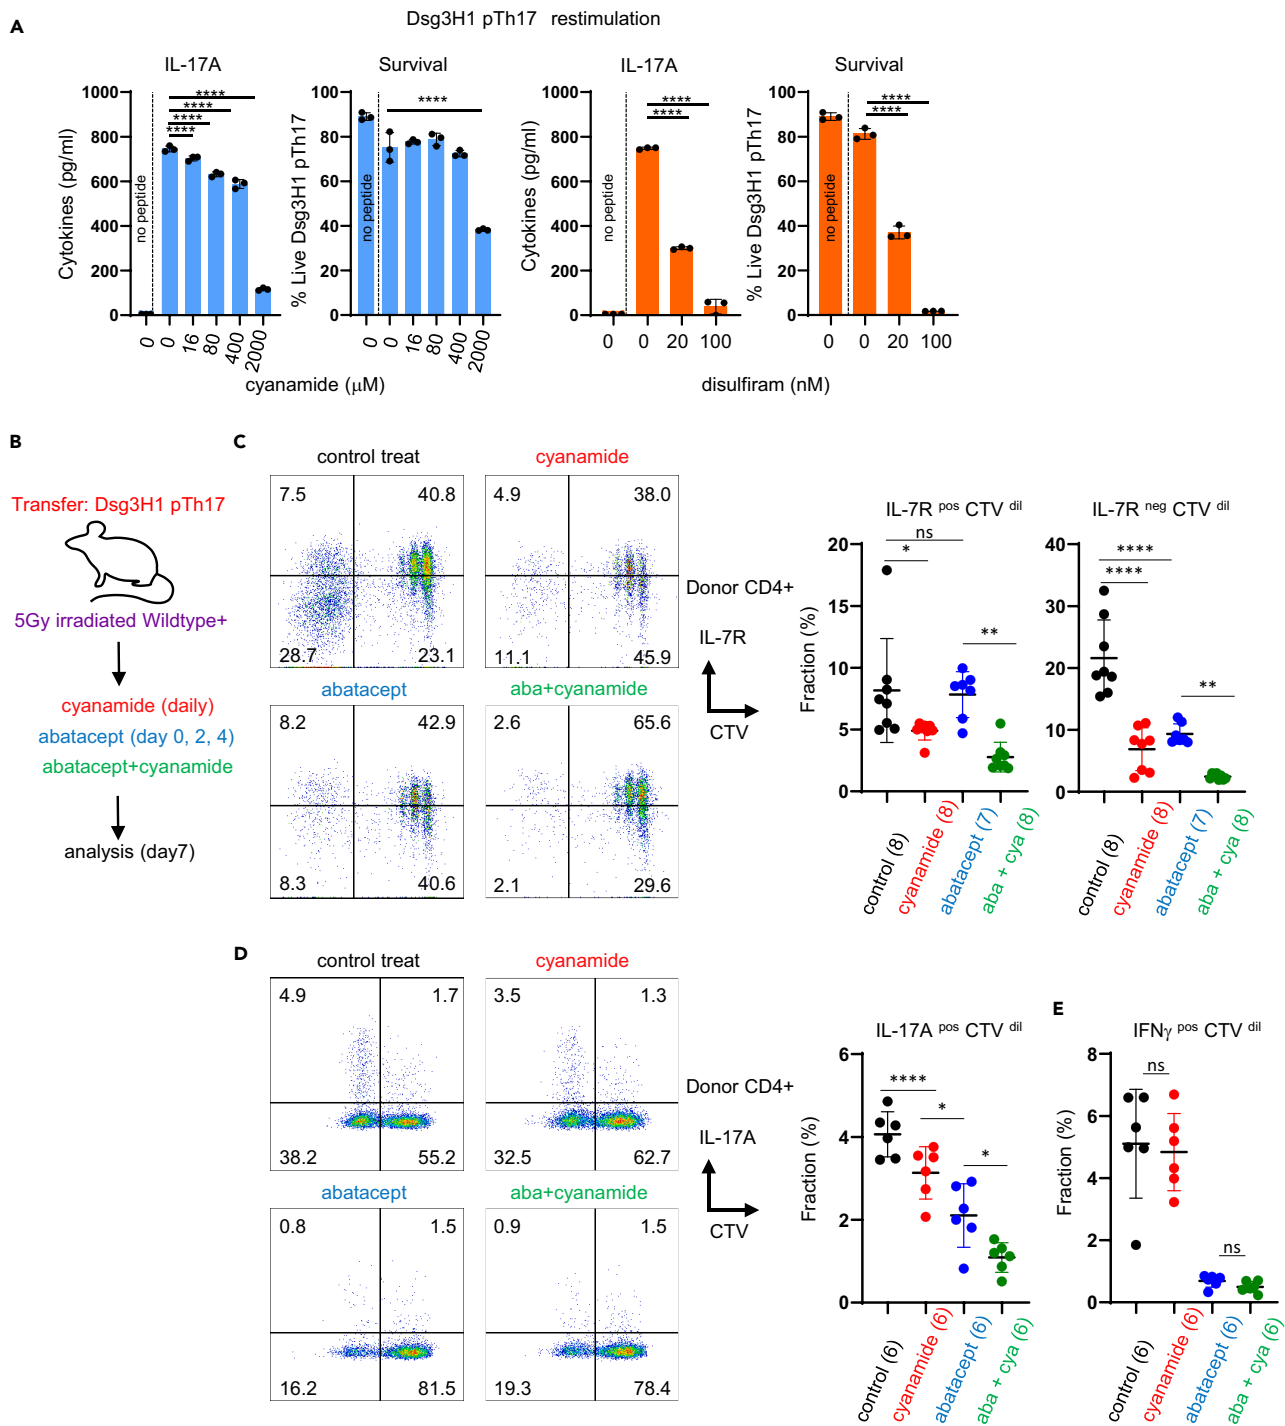 A
Dsg3H1 pTh17 restimulation
IL-17A
Survival
IL-17A
Survival
Cytokines (pg/ml)
1000
800
600
400
200
0
no peptide
****
****
****
****
0
0
16
80
400
2000
% Live Dsg3H1 pTh17
100
80
60
40
20
0
no peptide
****
0
0
16
80
400
2000
cyanamide (μM)
Cytokines (pg/ml)
1000
800
600
400
200
0
no peptide
****
****
0
0
20
100
% Live Dsg3H1 pTh17
100
80
60
40
20
0
no peptide
****
****
0
0
20
100
disulfiram (nM)
B
Transfer: Dsg3H1 pTh17
5Gy irradiated Wildtype+
cyanamide (daily)
abatacept (day 0, 2, 4)
abatacept+cyanamide
analysis (day7)
C
control treat
7.5
40.8
28.7
23.1
cyanamide
4.9
38.0
11.1
45.9
abatacept
8.2
42.9
8.3
40.6
aba+cyanamide
2.6
65.6
2.1
29.6
Donor CD4+
IL-7R
CTV
IL-7R pos CTV dil
Fraction (%)
20
15
10
5
0
ns
*
**
control (8)
cyanamide (8)
abatacept (7)
aba + cya (8)
IL-7R neg CTV dil
40
30
20
10
0
****
****
**
control (8)
cyanamide (8)
abatacept (7)
aba + cya (8)
D
control treat
4.9
1.7
38.2
55.2
cyanamide
3.5
1.3
32.5
62.7
abatacept
0.8
1.5
16.2
81.5
aba+cyanamide
0.9
1.5
19.3
78.4
Donor CD4+
IL-17A
CTV
IL-17A pos CTV dil
Fraction (%)
6
4
2
0
****
*
*
control (6)
cyanamide (6)
abatacept (6)
aba + cya (6)
E
IFNγ pos CTV dil
Fraction (%)
8
6
4
2
0
ns
ns
control (6)
cyanamide (6)
abatacept (6)
aba + cya (6)